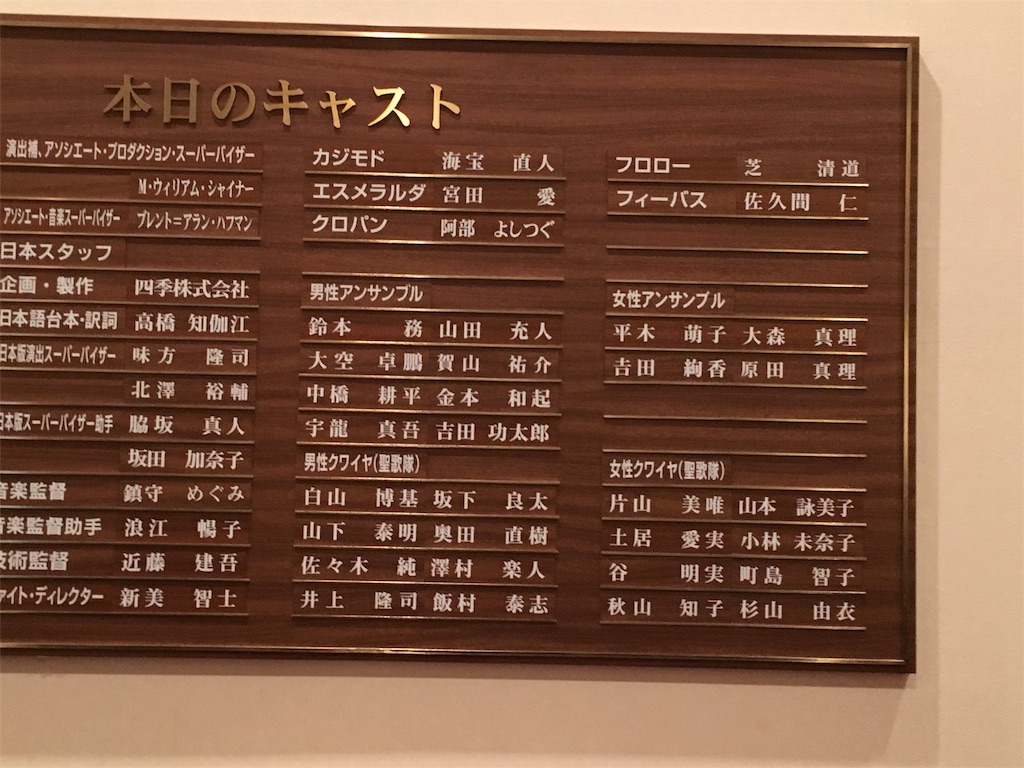 本日のキャスト
演出補、アソシエート・プロダクション・スーパーバイザー
M・ウィリアム・シャイナー
アソシエート・音楽スーパーバイザー ブレント=アラン・ハフマン
日本スタッフ
企画・製作 四季株式会社
日本語台本・訳詞 高橋 知伽江
日本版演出スーパーバイザー 味方 隆司
北澤 裕輔
日本版スーパーバイザー助手 脇坂 真人
坂田 加奈子
音楽監督 鎮守 めぐみ
音楽監督助手 浪江 暢子
技術監督 近藤 建吾
ァイト・ディレクター 新美 智士
カジモド 海宝 直人
エスメラルダ 宮田 愛
クロパン 阿部 よしつぐ
男性アンサンブル
鈴本 務 山田 充人
大空 卓鵬 賀山 祐介
中橋 耕平 金本 和起
宇龍 真吾 吉田 功太郎
男性クワイヤ(聖歌隊)
白山 博基 坂下 良太
山下 泰明 奥田 直樹
佐々木 純 澤村 楽人
井上 隆司 飯村 泰志
フロロー 芝 清道
フィーバス 佐久間 仁
女性アンサンブル
平木 萌子 大森 真理
吉田 絢香 原田 真理
女性クワイヤ(聖歌隊)
片山 美唯 山本 詠美子
土居 愛実 小林 未奈子
谷 明実 町島 智子
秋山 知子 杉山 由衣